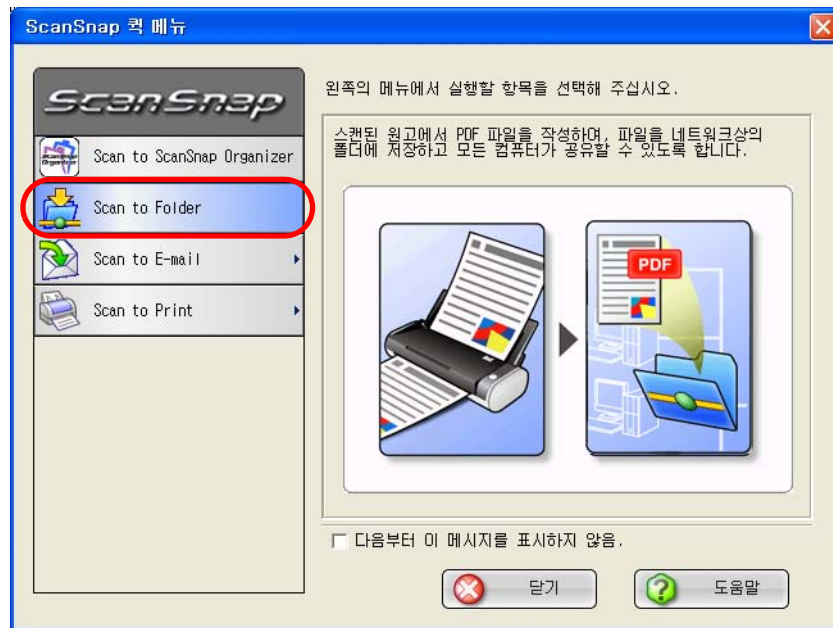 ScanSnap 퀵 메뉴
ScanSnap
왼쪽의 메뉴에서 실행할 항목을 선택해 주십시오.
Scan to ScanSnap Organizer
Scan to Folder
Scan to E-mail
Scan to Print
스캔된 원고에서 PDF 파일을 작성하여, 파일을 네트워크상의
폴더에 저장하고 모든 컴퓨터가 공유할 수 있도록 합니다.
PDF
다음부터 이 메시지를 표시하지 않음.
닫기
도움말